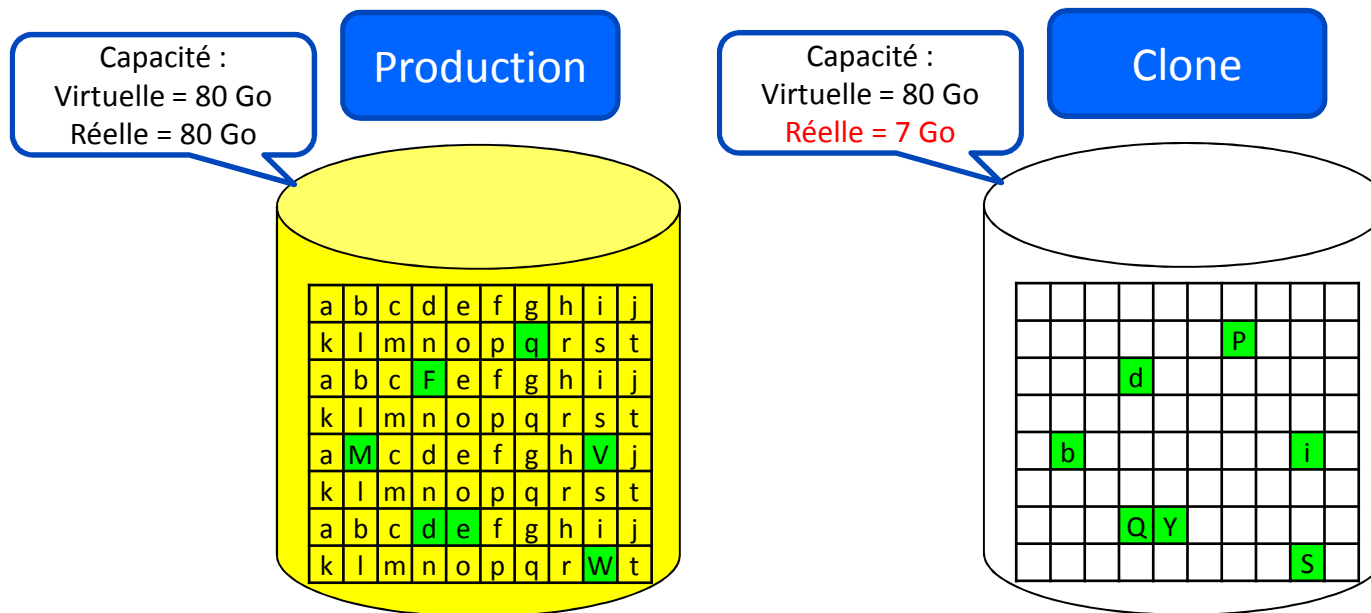 Capacité :
Virtuelle = 80 Go
Réelle = 80 Go
Production
Capacité :
Virtuelle = 80 Go
Réelle = 7 Go
Clone
a b c d e f g h i j
k l m n o p q r s t
a b c F e f g h i j
k l m n o p q r s t
a M c d e f g h V j
k l m n o p q r s t
a b c d e f g h i j
k l m n o p q r W t
P
d
b i
Q Y
S